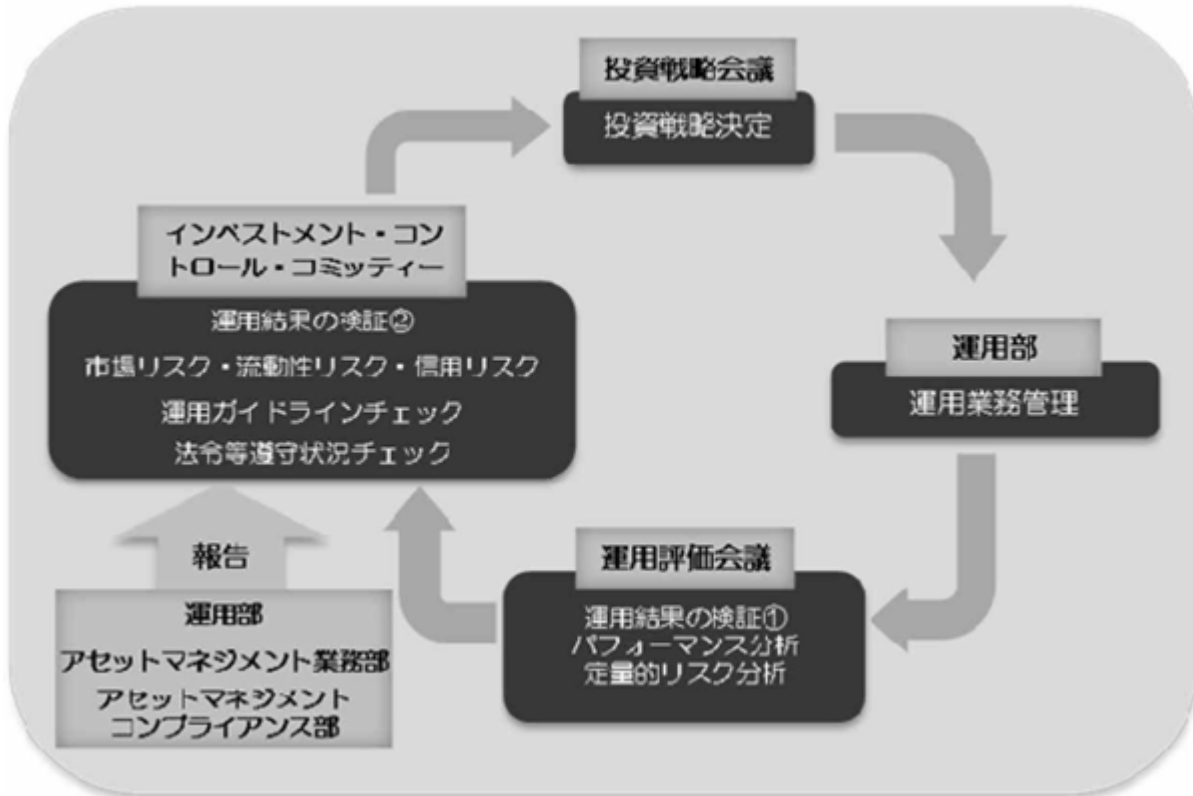 投資戦略会議
投資戦略決定
インベストメント・コン
トロール・コミッティー
運用結果の検証②
市場リスク・流動性リスク・信用リスク
運用ガイドラインチェック
法令等遵守状況チェック
運用部
運用業務管理
運用評価会議
運用結果の検証①
パフォーマンス分析
定量的リスク分析
報告
運用部
アセットマネジメント業務部
アセットマネジメント
コンプライアンス部